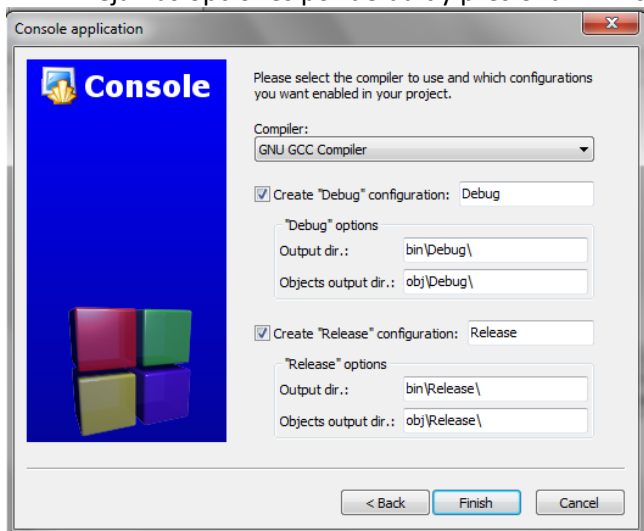 opciones por
Console application
Console
Please select the compiler to use and which configurations
you want enabled in your project.
Compiler:
GNU GCC Compiler
Create "Debug" configuration: Debug
"Debug" options
Output dir.: bin\Debug\
Objects output dir.: obj\Debug\
Create "Release" configuration: Release
"Release" options
Output dir.: bin\Release\
Objects output dir.: obj\Release\
< Back Finish Cancel